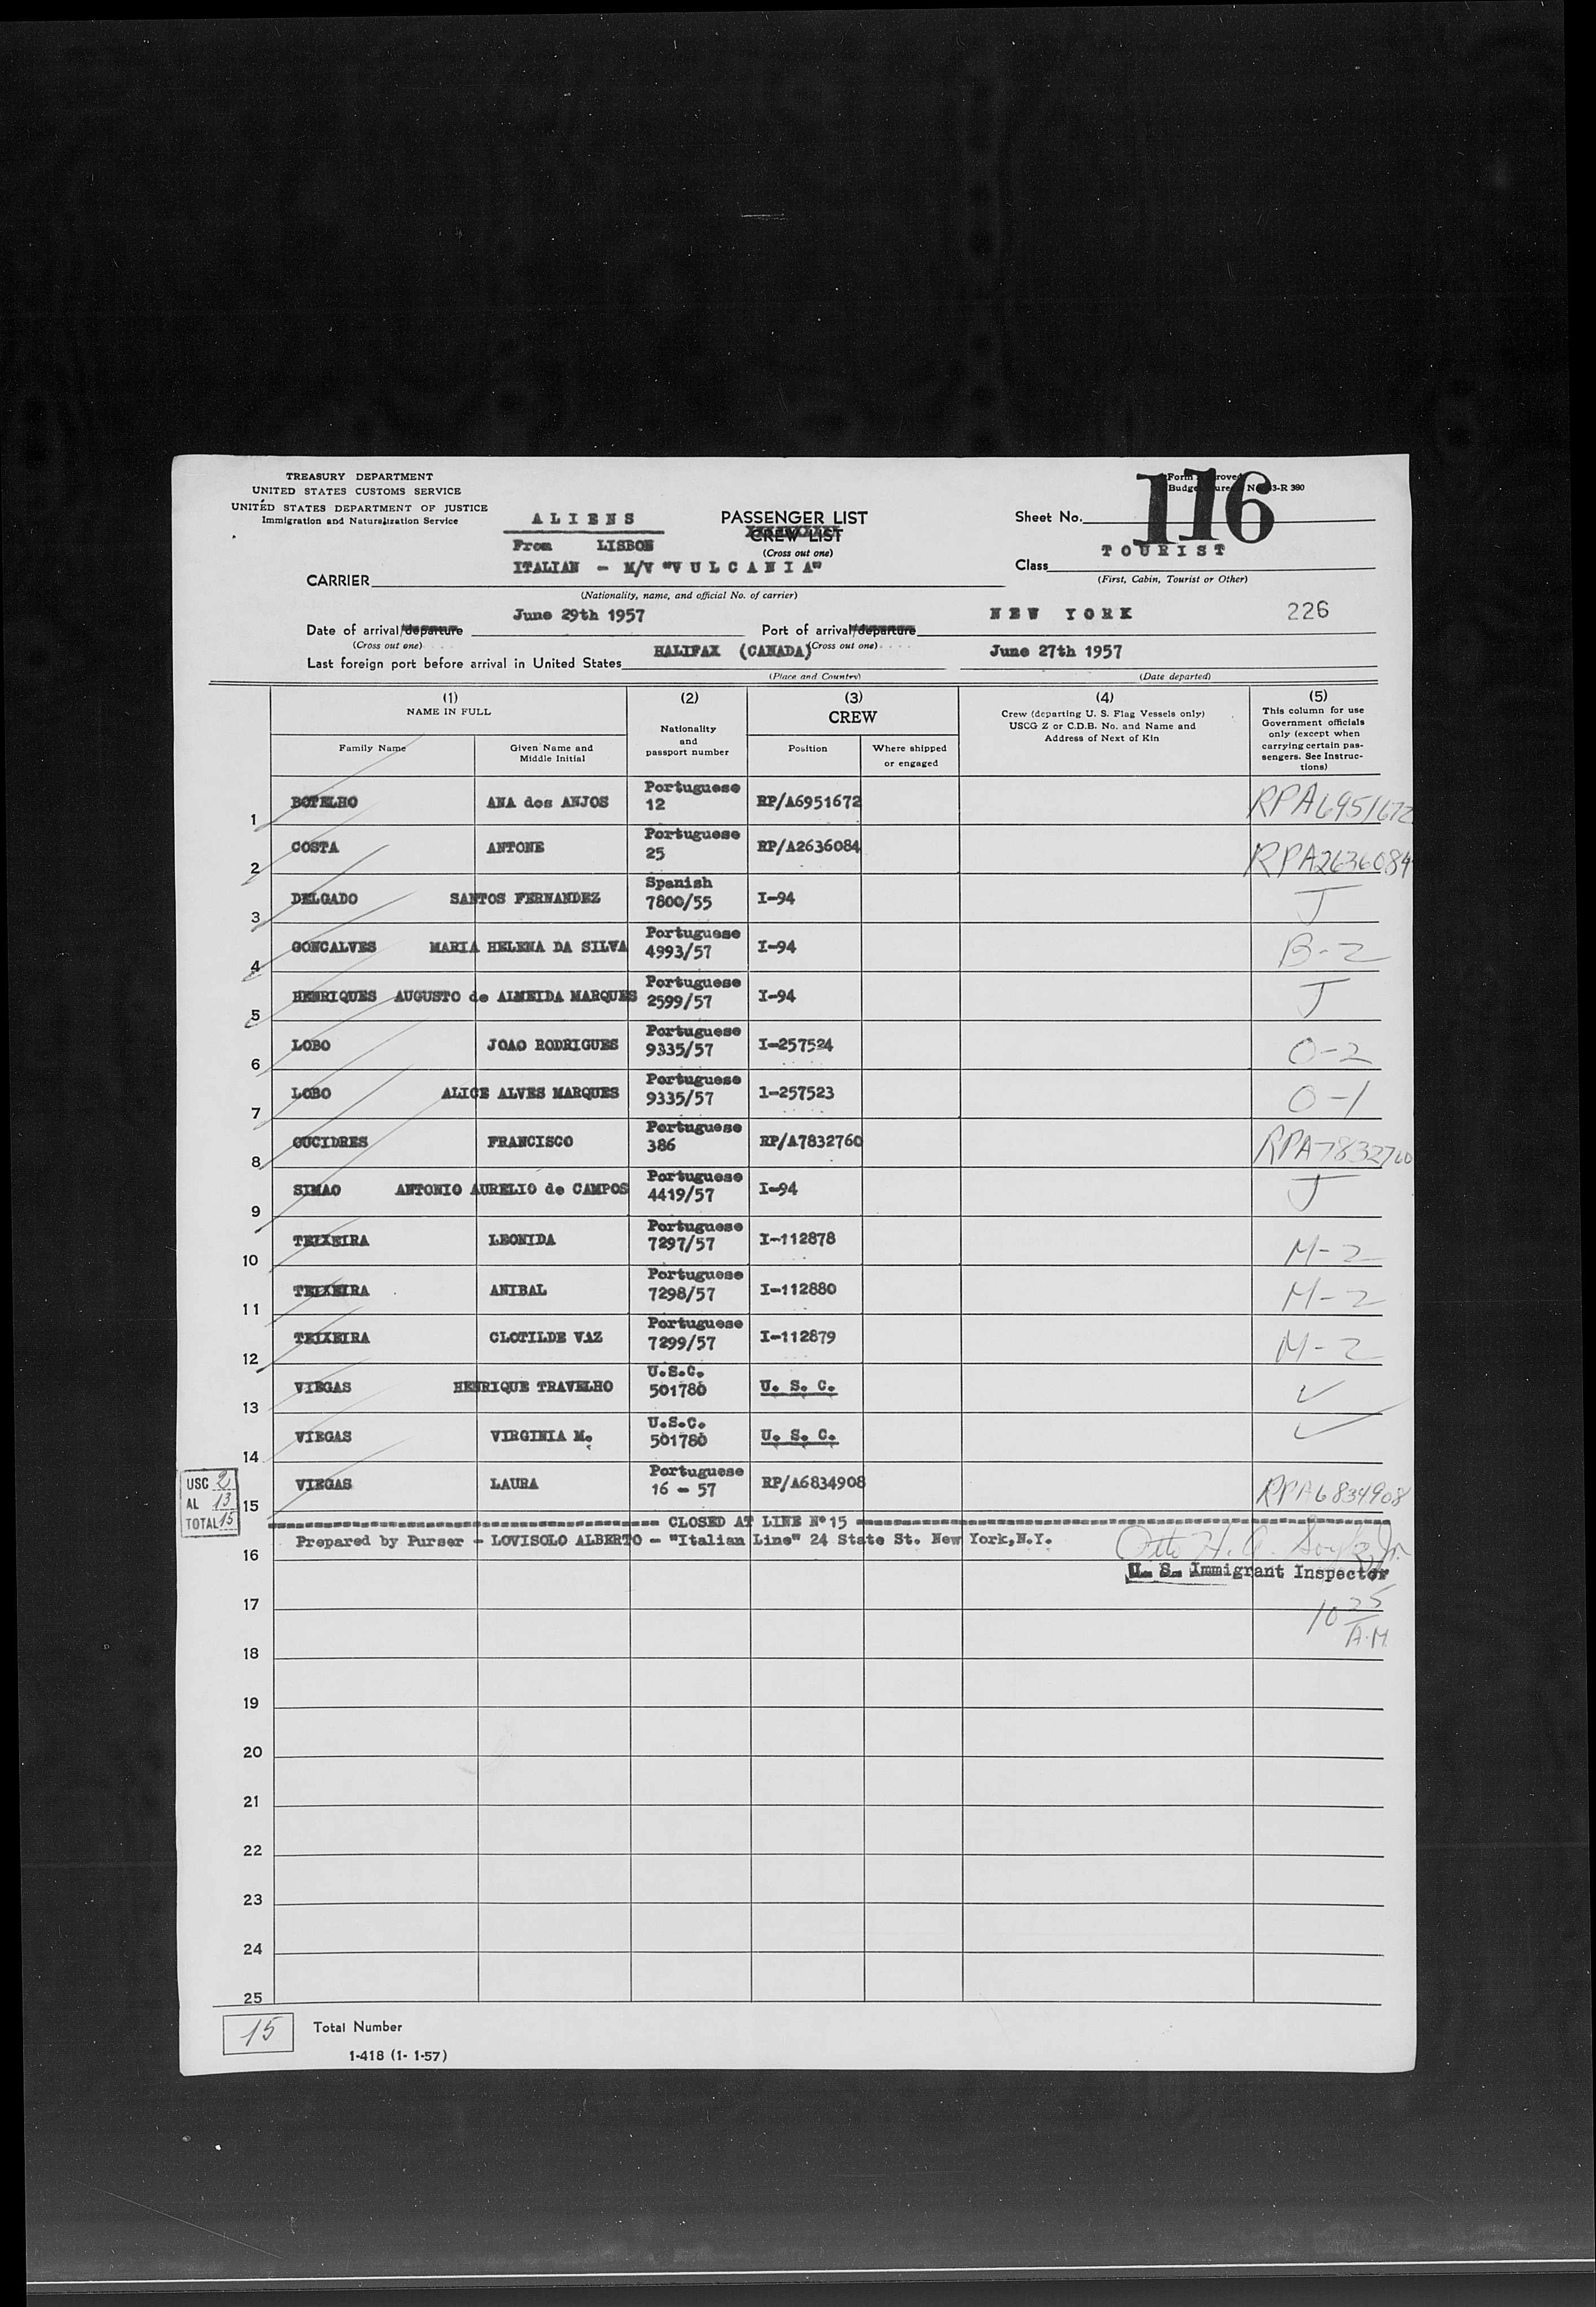 TREASURY DEPARTMENT
UNITED STATES CUSTOMS SERVICE
UNITED STATES DEPARTMENT OF JUSTICE
Immigration and Naturalization Service
ALIENS
From LISBON
ITALIAN - M/V "VULCANIA"
CARRIER
(Nationality, name, and official No. of carrier)
PASSENGER LIST
CREW LIST
(Cross out one)
Form Approved
Budget Bureau No. 43-R 380
116
Sheet No.
TOURIST
Class
(First, Cabin, Tourist or Other)
June 29th 1957
NEW YORK 226
Date of arrival/departure Port of arrival/departure
(Cross out one) (Cross out one)
HALIFAX (CANADA) June 27th 1957
Last foreign port before arrival in United States
(Place and Country) (Date departed)
(1) NAME IN FULL
Family Name
Given Name and Middle Initial
(2) Nationality and passport number
(3) CREW
Position
Where shipped or engaged
(4) Crew (departing U. S. Flag Vessels only) USCG Z or C.D.B. No. and Name and Address of Next of Kin
(5) This column for use Government officials only (except when carrying certain passengers. See Instructions)
1 BOTELHO ANA dos ANJOS Portuguese 12 RP/A6951672 RPA6951672
2 COSTA ANTONE Portuguese 25 RP/A2636084 RPA2636084
3 DELGADO SANTOS FERNANDEZ Spanish 7800/55 I-94 J
4 GONCALVES MARIA HELENA DA SILVA Portuguese 4993/57 I-94 B-2
5 HENRIQUES AUGUSTO de ALMEIDA MARQUES Portuguese 2599/57 I-94 J
6 LOBO JOAO RODRIGUES Portuguese 9335/57 I-257524 O-2
7 LOBO ALICE ALVES MARQUES Portuguese 9335/57 1-257523 O-1
8 OUCIDRES FRANCISCO Portuguese 386 RP/A7832760 RPA7832760
9 SIMAO ANTONIO AURELIO de CAMPOS Portuguese 4419/57 I-94 J
10 TEIXEIRA LEONIDA Portuguese 7297/57 I-112878 M-2
11 TEIXEIRA ANIBAL Portuguese 7298/57 I-112880 M-2
12 TEIXEIRA CLOTILDE VAZ Portuguese 7299/57 I-112879 M-2
13 VIEGAS HENRIQUE TRAVELHO U.S.C. 501780 U. S. C. ✓
14 VIEGAS VIRGINIA M. U.S.C. 501780 U. S. C. ✓
15 VIEGAS LAURA Portuguese 16 - 57 RP/A6834908 RPA6834908
USC 2
AL 13
TOTAL 15
CLOSED AT LINE Nº 15
Prepared by Purser - LOVISOLO ALBERTO - "Italian Line" 24 State St. New York, N.Y.
16
Otto H. G.
U. S. Immigrant Inspector
17
10 25 A.M.
18
19
20
21
22
23
24
25
15 Total Number
1-418 (1- 1-57)